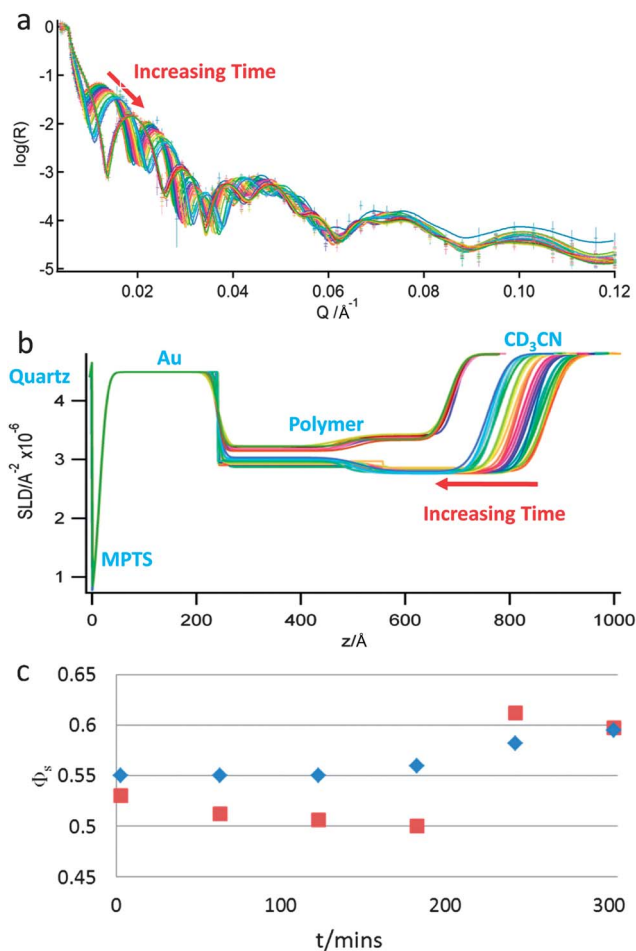 a
0
-1
-2
-3
-4
-5
log(R)
Increasing Time
0.02 0.04 0.06 0.08 0.10 0.12
Q /Å⁻¹
b
CD₃CN
Au
Quartz
Polymer
4
3
2
1
SLD/A⁻² x10⁻⁶
Increasing Time
MPTS
0 200 400 600 800 1000
z/Å
c
0.65
0.6
0.55
0.5
0.45
Φs
0 100 200 300
t/mins